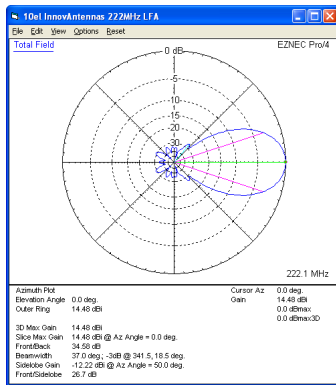 10el InnovAntennas 222MHz LFA
File Edit View Options Reset
Total Field
EZNEC Pro/4
0 dB
-5
-10
-15
-20
-30
222.1 MHz
Azimuth Plot
Elevation Angle 0.0 deg.
Outer Ring 14.48 dBi
Cursor Az 0.0 deg.
Gain 14.48 dBi
0.0 dBmax
0.0 dBmax3D
3D Max Gain 14.48 dBi
Slice Max Gain 14.48 dBi @ Az Angle = 0.0 deg.
Front/Back 34.58 dB
Beamwidth 37.0 deg.; -3dB @ 341.5, 18.5 deg.
Sidelobe Gain -12.22 dBi @ Az Angle = 50.0 deg.
Front/Sidelobe 26.7 dB